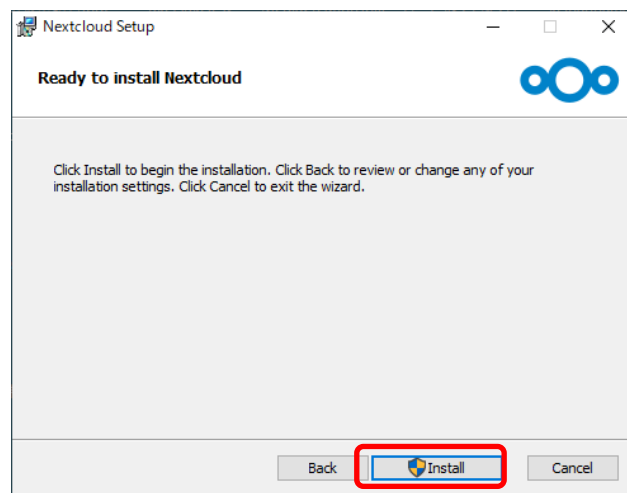 Nextcloud Setup
Ready to install Nextcloud
Click Install to begin the installation. Click Back to review or change any of your
installation settings. Click Cancel to exit the wizard.
Back Install Cancel